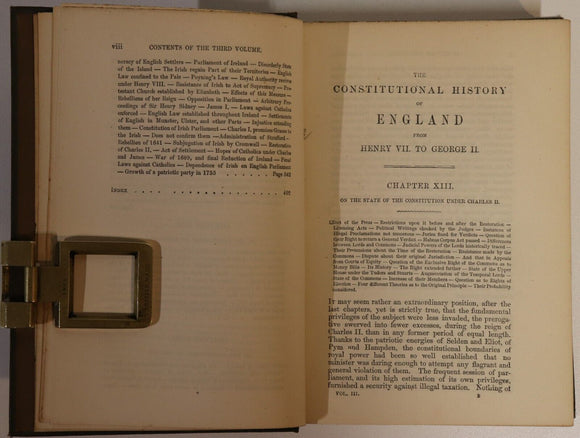 viii CONTENTS OF THE THIRD VOLUME.
neracy of English Settlers — Parliament of Ireland — Disorderly State
of the Island — The Irish regain Part of their Territories — English
Law confined to the Pale — Poyning's Law — Royal Authority revives
under Henry VIII. — Resistance of Irish to Act of Supremacy — Pro-
testant Church established by Elizabeth — Effects of this Measure —
Rebellions of her Reign — Opposition in Parliament — Arbitrary Pro-
ceedings of Sir Henry Sidney — James I. — Laws against Catholics
enforced — English Law established throughout Ireland — Settlements
of English in Munster, Ulster, and other Parts — Injustice attending
them — Constitution of Irish Parliament — Charles I. promises Graces to
the Irish — Does not confirm them — Administration of Strafford —
Rebellion of 1641 — Subjugation of Irish by Cromwell — Restoration
of Charles II. — Act of Settlement — Hopes of Catholics under Charles
and James — War of 1689, and final Reduction of Ireland — Penal
Laws against Catholics — Dependence of Irish on English Parliament
— Growth of a patriotic party in 1753 Page 342
INDEX
THE
CONSTITUTIONAL HISTORY
OF
ENGLAND
FROM
HENRY VII. TO GEORGE II.
CHAPTER XIII.
ON THE STATE OF THE CONSTITUTION UNDER CHARLES II.
Effect of the Press — Restrictions upon it before and after the Restoration —
Licensing Acts — Political Writings checked by the Judges — Instances of
Illegal Proclamations not numerous — Juries fined for Verdicts — Question of
their Right to return a General Verdict — Habeas Corpus Act passed — Differences
between Lords and Commons — Judicial Powers of the Lords historically traced —
Their Pretensions about the Time of the Restoration — Resistance made by the
Commons — Dispute about their original Jurisdiction — And that in Appeals
from Courts of Equity — Question of the Exclusive Right of the Commons as to
Money Bills — Its History — The Right extended further — State of the Upper
House under the Tudors and Stuarts — Augmentation of the Temporal Lords —
State of the Commons — Increase of their Members — Question as to Rights of
Election — Four different Theories as to the Original Principle — Their Probability
considered.
IT may seem rather an extraordinary position, after the
last chapters, yet is strictly true, that the fundamental
privileges of the subject were less invaded, the preroga-
tive swerved into fewer excesses, during the reign of
Charles II. than in any former period of equal length.
Thanks to the patriotic energies of Selden and Eliot, of
Pym and Hampden, the constitutional boundaries of
royal power had been so well established that no
minister was daring enough to attempt any flagrant and
general violation of them. The frequent session of par-
liament, and its high estimation of its own privileges,
furnished a security against illegal taxation. Nothing of
VOL. III. B